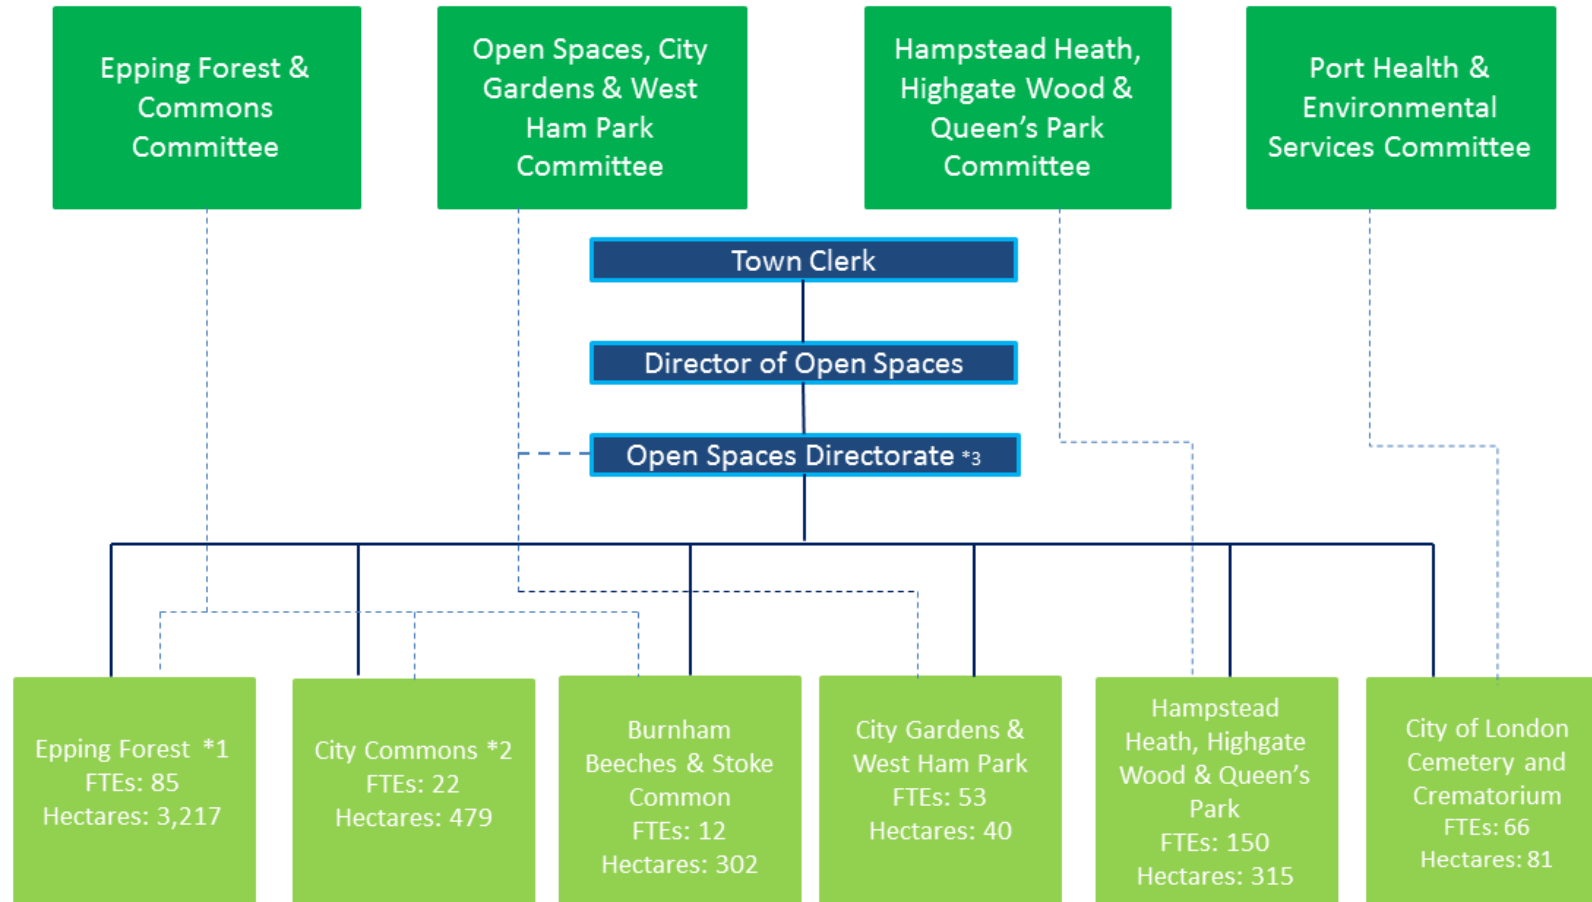 Epping Forest &
Commons
Committee
Open Spaces, City
Gardens & West
Ham Park
Committee
Hampstead Heath,
Highgate Wood &
Queen’s Park
Committee
Port Health &
Environmental
Services Committee
Town Clerk
Director of Open Spaces
Open Spaces Directorate *3
Epping Forest *1
FTEs: 85
Hectares: 3,217
City Commons *2
FTEs: 22
Hectares: 479
Burnham
Beeches & Stoke
Common
FTEs: 12
Hectares: 302
City Gardens &
West Ham Park
FTEs: 53
Hectares: 40
Hampstead
Heath, Highgate
Wood & Queen’s
Park
FTEs: 150
Hectares: 315
City of London
Cemetery and
Crematorium
FTEs: 66
Hectares: 81